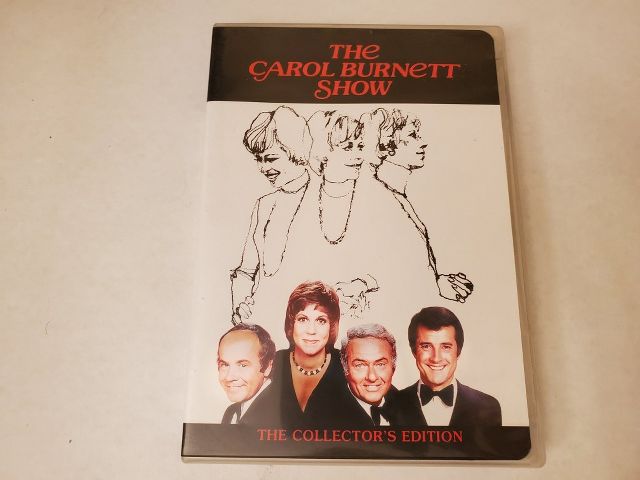 THE
CAROL BURNETT
SHOW
THE COLLECTOR'S EDITION